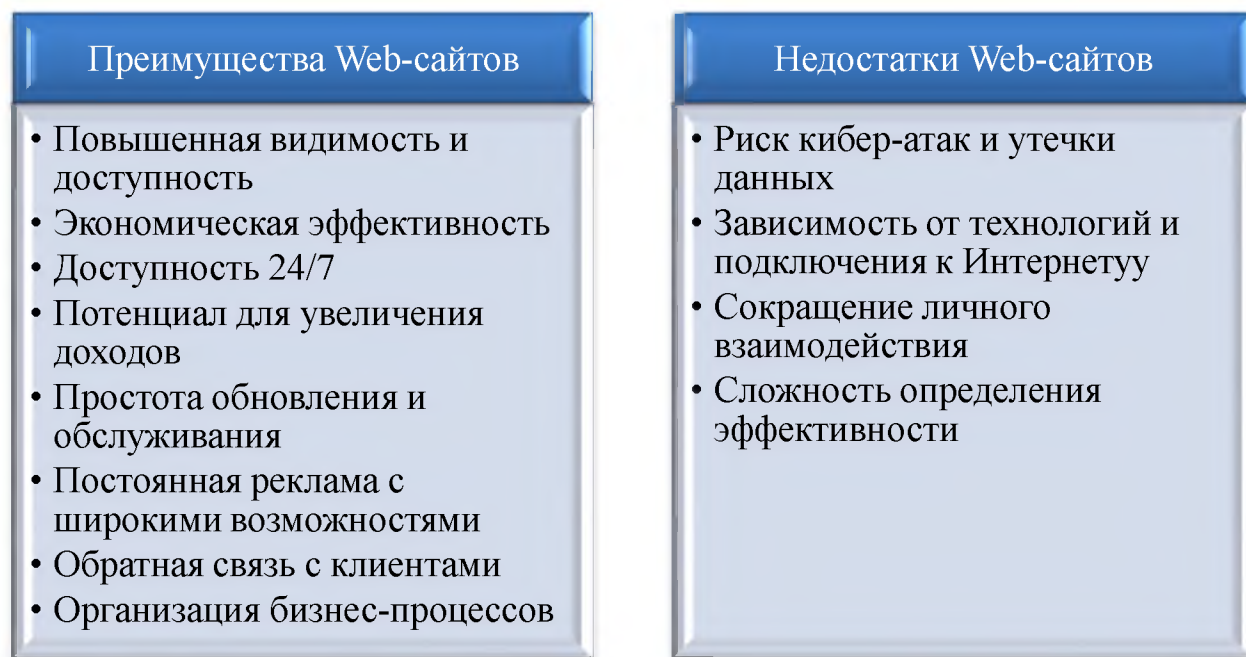 Преимущества Web-сайтов
• Повышенная видимость и
доступность
• Экономическая эффективность
• Доступность 24/7
• Потенциал для увеличения
доходов
• Простота обновления и
обслуживания
• Постоянная реклама с
широкими возможностями
• Обратная связь с клиентами
• Организация бизнес-процессов
Недостатки Web-сайтов
• Риск кибер-атак и утечки
данных
• Зависимость от технологий и
подключения к Интернетуу
• Сокращение личного
взаимодействия
• Сложность определения
эффективности